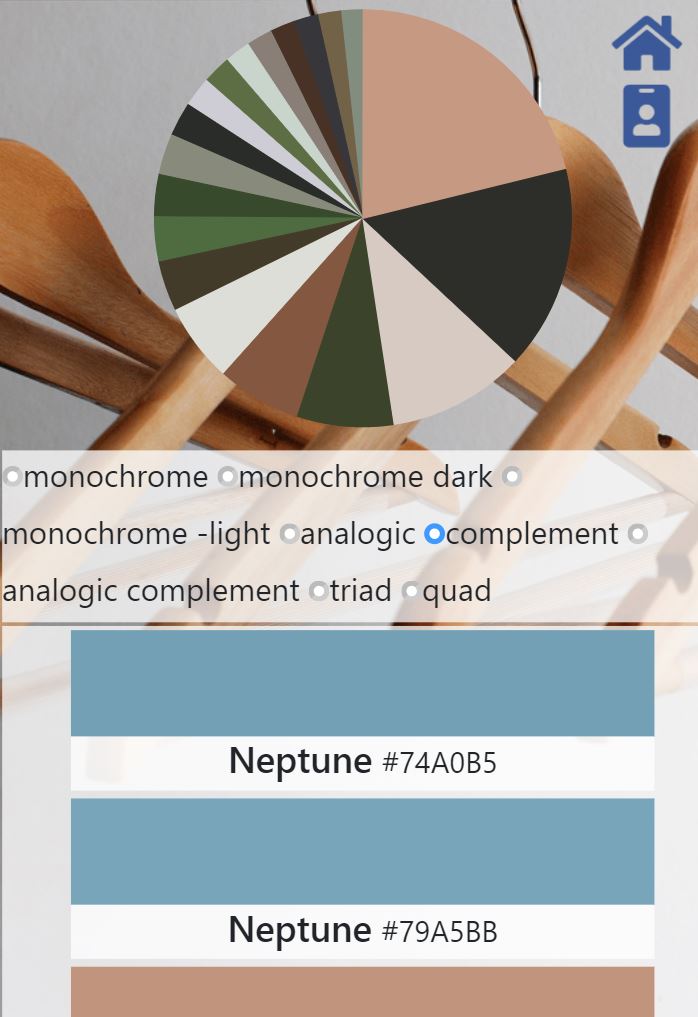 monochrome monochrome dark
monochrome -light analogic complement
analogic complement triad quad
Neptune #74A0B5
Neptune #79A5BB